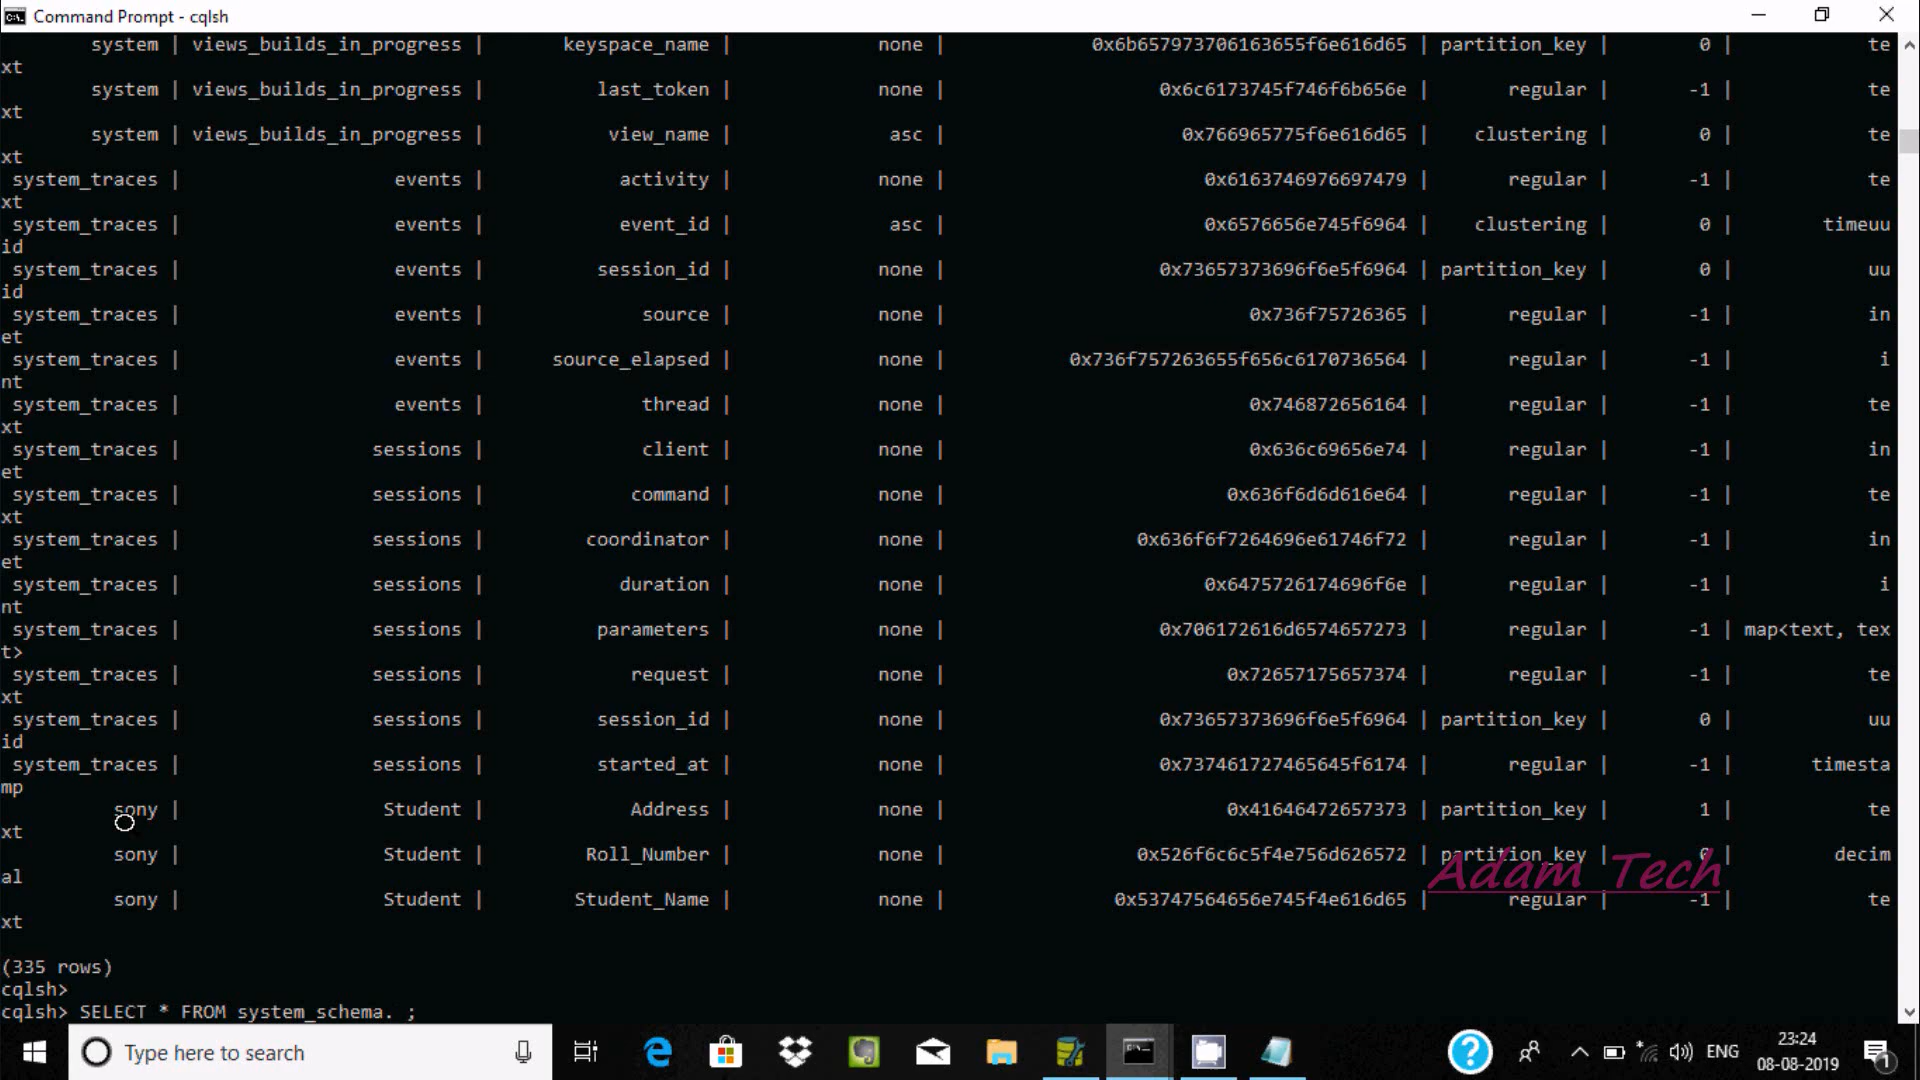 Command Prompt - cqlsh
system | views_builds_in_progress | keyspace_name | none | 0x6b657973706163655f6e616d65 | partition_key | 0 | te
xt
system | views_builds_in_progress | last_token | none | 0x6c6173745f746f6b656e | regular | -1 | te
xt
system | views_builds_in_progress | view_name | asc | 0x766965775f6e616d65 | clustering | 0 | te
xt
system_traces | events | activity | none | 0x6163746976697479 | regular | -1 | te
xt
system_traces | events | event_id | asc | 0x6576656e745f6964 | clustering | 0 | timeuu
id
system_traces | events | session_id | none | 0x73657373696f6e5f6964 | partition_key | 0 | uu
id
system_traces | events | source | none | 0x736f75726365 | regular | -1 | in
et
system_traces | events | source_elapsed | none | 0x736f757263655f656c6170736564 | regular | -1 | i
nt
system_traces | events | thread | none | 0x746872656164 | regular | -1 | te
xt
system_traces | sessions | client | none | 0x636c69656e74 | regular | -1 | in
et
system_traces | sessions | command | none | 0x636f6d6d616e64 | regular | -1 | te
xt
system_traces | sessions | coordinator | none | 0x636f6f7264696e61746f72 | regular | -1 | in
et
system_traces | sessions | duration | none | 0x6475726174696f6e | regular | -1 | i
nt
system_traces | sessions | parameters | none | 0x706172616d6574657273 | regular | -1 | map<text, tex
t>
system_traces | sessions | request | none | 0x72657175657374 | regular | -1 | te
xt
system_traces | sessions | session_id | none | 0x73657373696f6e5f6964 | partition_key | 0 | uu
id
system_traces | sessions | started_at | none | 0x737461727465645f6174 | regular | -1 | timesta
mp
sony | Student | Address | none | 0x41646472657373 | partition_key | 1 | te
xt
sony | Student | Roll_Number | none | 0x526f6c6c5f4e756d626572 | partition_key | 0 | decim
al
Adam Tech
sony | Student | Student_Name | none | 0x53747564656e745f4e616d65 | regular | -1 | te
xt
(335 rows)
cqlsh>
cqlsh> SELECT * FROM system_schema. ;
Type here to search
ENG
23:24
08-08-2019
1